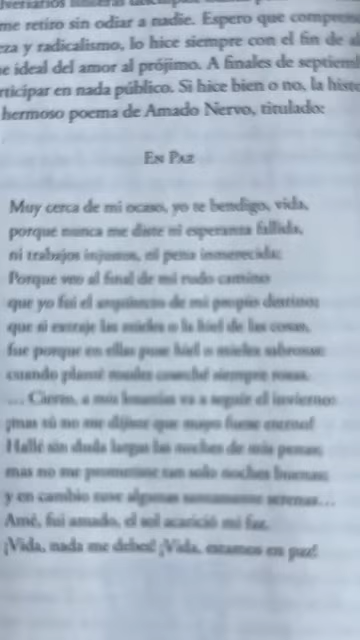 me retiro sin odiar a nadie. Espero que
eza y radicalismo, lo hice siempre con el fin de
ideal del amor al prójimo. A finales de
rticipar en nada público. Si hice bien o no, la
hermoso poema de Amado Nervo, titulado:
EN PAZ
Muy cerca de mi ocaso, yo te bendigo, vida,
porque nunca me diste ni esperanza fallida,
ni trabajos injustos, ni pena inmerecida;
Porque veo al final de mi rudo camino
que yo fui el arquitecto de mi propio destino;
que si extraje las mieles o la hiel de las cosas,
fue porque en ellas puse hiel o mieles sabrosas:
cuando planté rosales coseché siempre rosas.
... Cierto, a mis lozanías va a seguir el invierno:
¡mas tú no me dijiste que mayo fuese eterno!
Hallé sin duda largas las noches de mis penas;
mas no me prometiste tan solo noches buenas;
y en cambio tuve algunas santamente serenas...
Amé, fui amado, el sol acarició mi faz.
¡Vida, nada me debes! ¡Vida, estamos en paz!